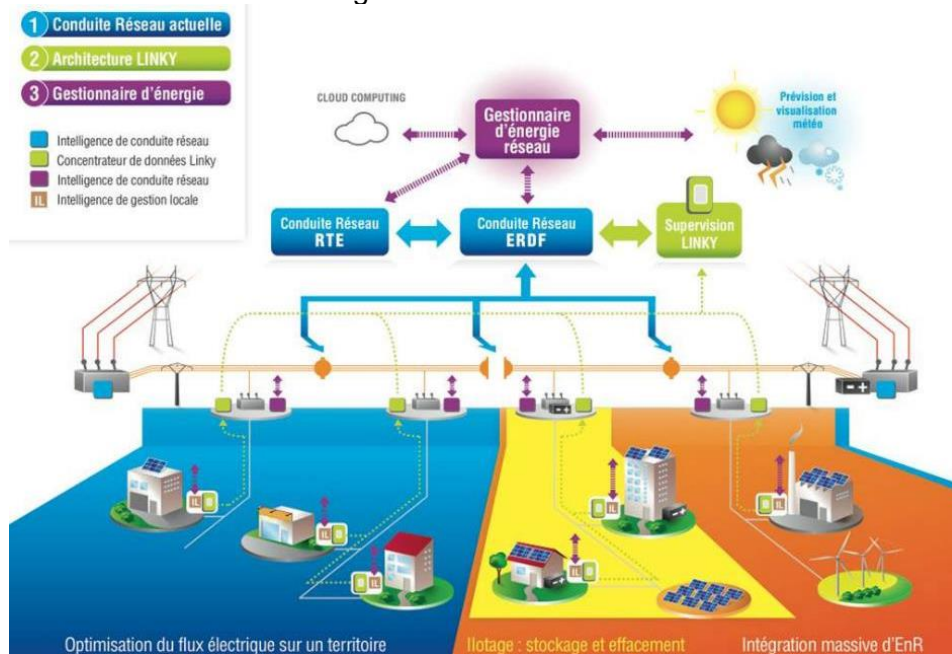 1 Conduite Réseau actuelle
2 Architecture LINKY
3 Gestionnaire d'énergie
Intelligence de conduite réseau
Concentrateur de données Linky
Intelligence de conduite réseau
IL Intelligence de gestion locale
CLOUD COMPUTING
Gestionnaire
d'énergie
réseau
Prévision et
visualisation
météo
Conduite Réseau
RTE
Conduite Réseau
ERDF
Supervision
LINKY
IL
IL
IL
IL
IL
IL
Optimisation du flux électrique sur un territoire
Ilotage : stockage et effacement
Intégration massive d'EnR